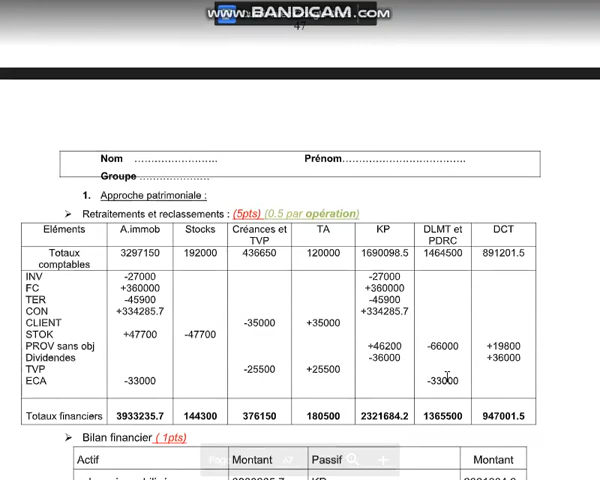 WWW.BANDICAM.COM
47
Nom ........................ Prénom........................................
Groupe ......................
1. Approche patrimoniale :
➢ Retraitements et reclassements : (5pts) (0.5 par opération)
Eléments A.immob Stocks Créances et TVP TA KP DLMT et PDRC DCT
Totaux comptables 3297150 192000 436650 120000 1690098.5 1464500 891201.5
INV -27000 -27000
FC +360000 +360000
TER -45900 -45900
CON +334285.7 +334285.7
CLIENT -35000 +35000
STOK +47700 -47700
PROV sans obj +46200 -66000 +19800
Dividendes -36000 +36000
TVP -25500 +25500
ECA -33000 -33000
Totaux financiers 3933235.7 144300 376150 180500 2321684.2 1365500 947001.5
➢ Bilan financier ( 1pts)
Actif Montant Passif Montant